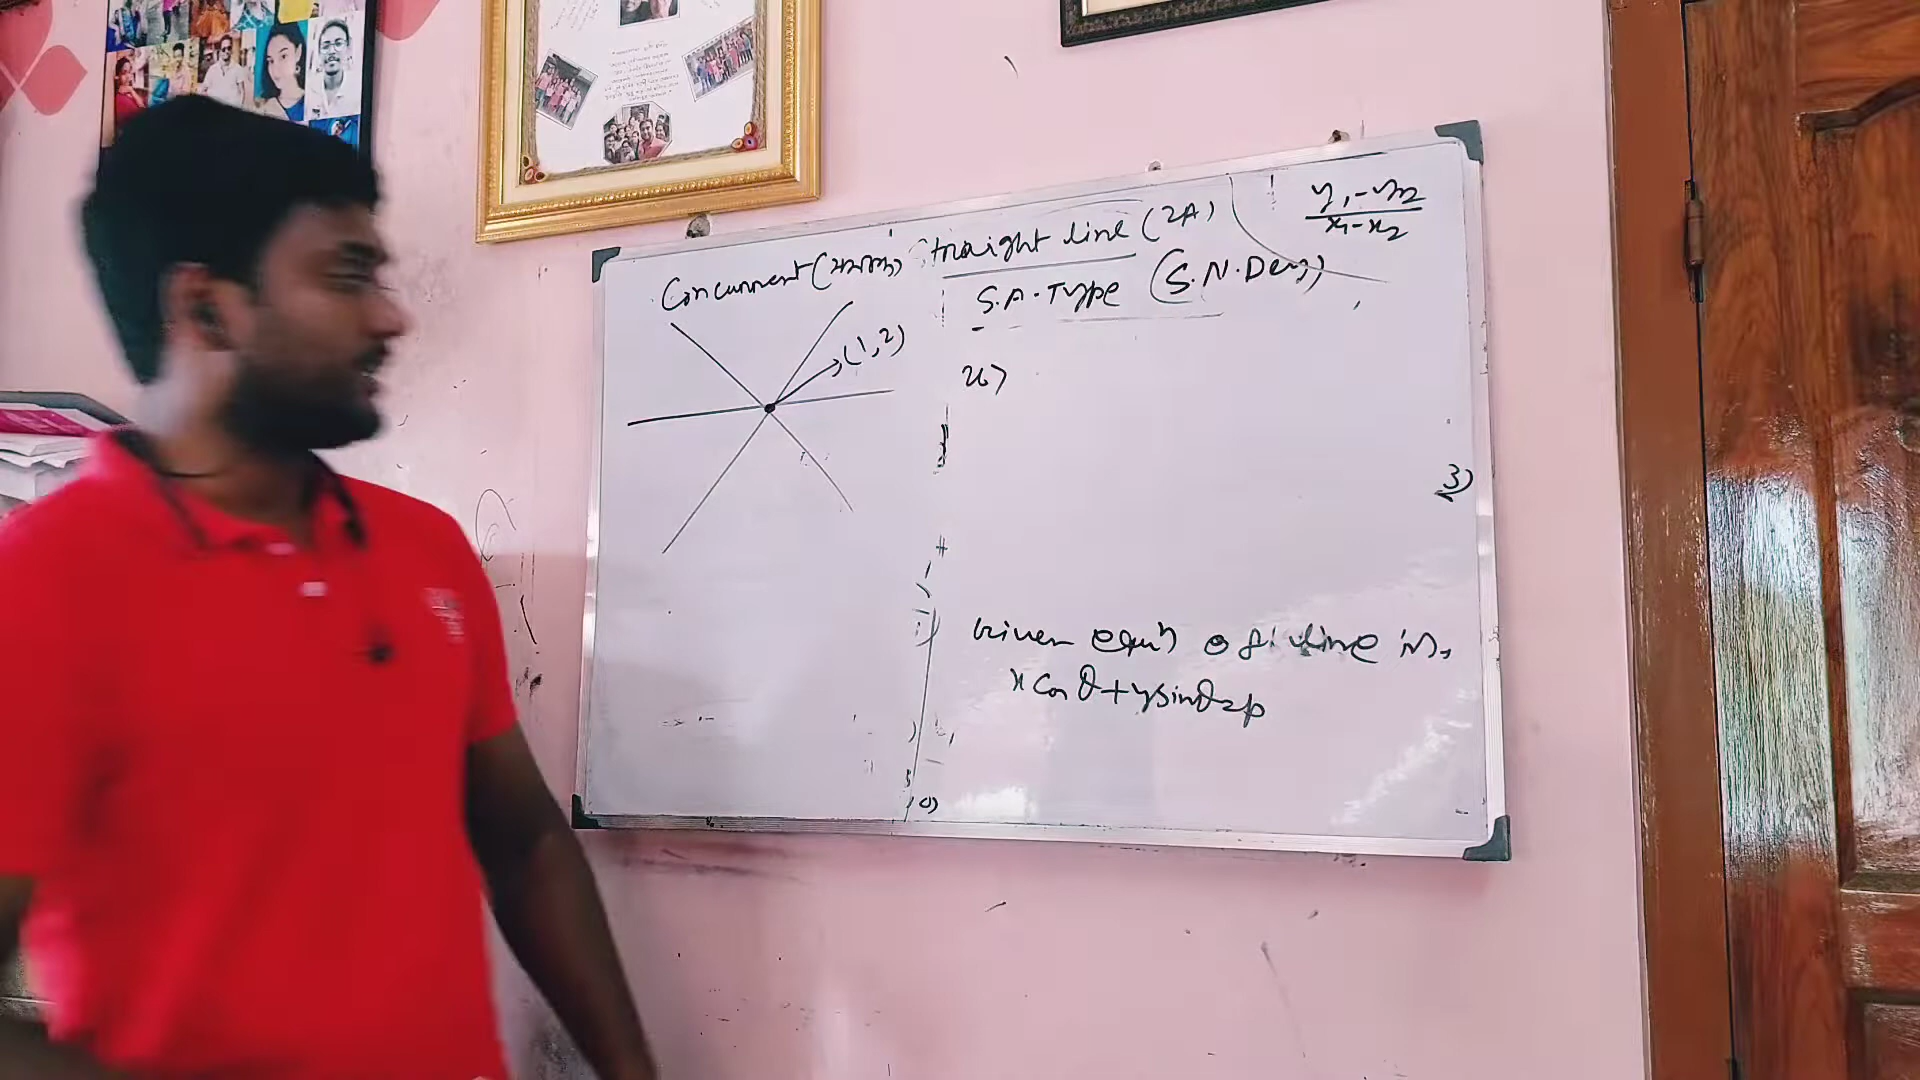 Concurrent (সমবিন্দু) Straight line (2A)
S.A. Type (S.N.Dey)
y₁-y₂
x₁-x₂
(1,2)
26)
3)
Given equⁿ of line is,
x cos θ + y sin θ = p